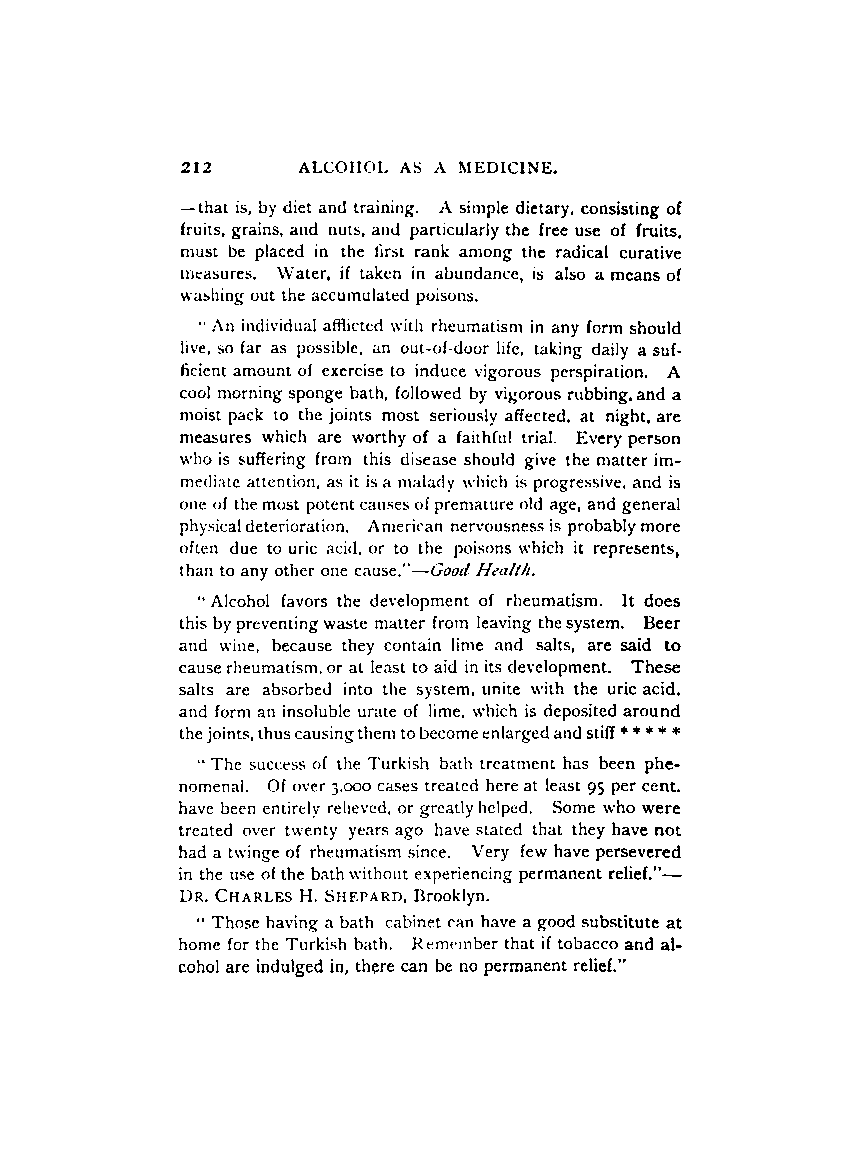 212 ALCOHOL AS A MEDICINE.
—that is, by diet and training. A simple dietary, consisting of
fruits, grains, and nuts, and particularly the free use of fruits,
must be placed in the first rank among the radical curative
measures. Water, if taken in abundance, is also a means of
washing out the accumulated poisons.
" An individual afflicted with rheumatism in any form should
live, so far as possible, an out-of-door life, taking daily a suf-
ficient amount of exercise to induce vigorous perspiration. A
cool morning sponge bath, followed by vigorous rubbing, and a
moist pack to the joints most seriously affected, at night, are
measures which are worthy of a faithful trial. Every person
who is suffering from this disease should give the matter im-
mediate attention, as it is a malady which is progressive, and is
one of the most potent causes of premature old age, and general
physical deterioration. American nervousness is probably more
often due to uric acid, or to the poisons which it represents,
than to any other one cause."—Good Health.
" Alcohol favors the development of rheumatism. It does
this by preventing waste matter from leaving the system. Beer
and wine, because they contain lime and salts, are said to
cause rheumatism, or at least to aid in its development. These
salts are absorbed into the system, unite with the uric acid,
and form an insoluble urate of lime, which is deposited around
the joints, thus causing them to become enlarged and stiff * * * * *
" The success of the Turkish bath treatment has been phe-
nomenal. Of over 3,000 cases treated here at least 95 per cent.
have been entirely relieved, or greatly helped. Some who were
treated over twenty years ago have stated that they have not
had a twinge of rheumatism since. Very few have persevered
in the use of the bath without experiencing permanent relief."—
DR. CHARLES H. SHEPARD, Brooklyn.
" Those having a bath cabinet can have a good substitute at
home for the Turkish bath. Remember that if tobacco and al-
cohol are indulged in, there can be no permanent relief."